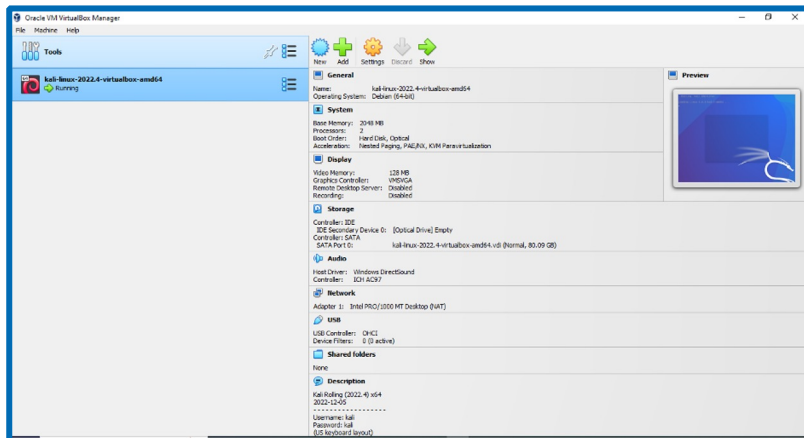 Oracle VM VirtualBox Manager
File Machine Help
Tools
kali-linux-2022.4-virtualbox-amd64
Running
New Add Settings Discard Show
General
Name: kali-linux-2022.4-virtualbox-amd64
Operating System: Debian (64-bit)
System
Base Memory: 2048 MB
Processors: 2
Boot Order: Hard Disk, Optical
Acceleration: Nested Paging, PAE/NX, KVM Paravirtualization
Display
Video Memory: 128 MB
Graphics Controller: VMSVGA
Remote Desktop Server: Disabled
Recording: Disabled
Storage
Controller: IDE
IDE Secondary Device 0: [Optical Drive] Empty
Controller: SATA
SATA Port 0: kali-linux-2022.4-virtualbox-amd64.vdi (Normal, 80.09 GB)
Audio
Host Driver: Windows DirectSound
Controller: ICH AC97
Network
Adapter 1: Intel PRO/1000 MT Desktop (NAT)
USB
USB Controller: OHCI
Device Filters: 0 (0 active)
Shared folders
None
Description
Kali Rolling (2022.4) x64
2022-12-05
- - - - - - - - - - - - - - - - - -
Username: kali
Password: kali
(US keyboard layout)
Preview